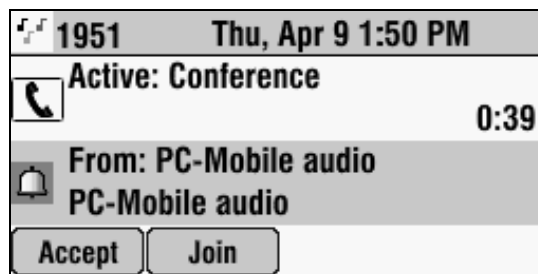 1951 Thu, Apr 9 1:50 PM
Active: Conference
0:39
From: PC-Mobile audio
PC-Mobile audio
Accept Join